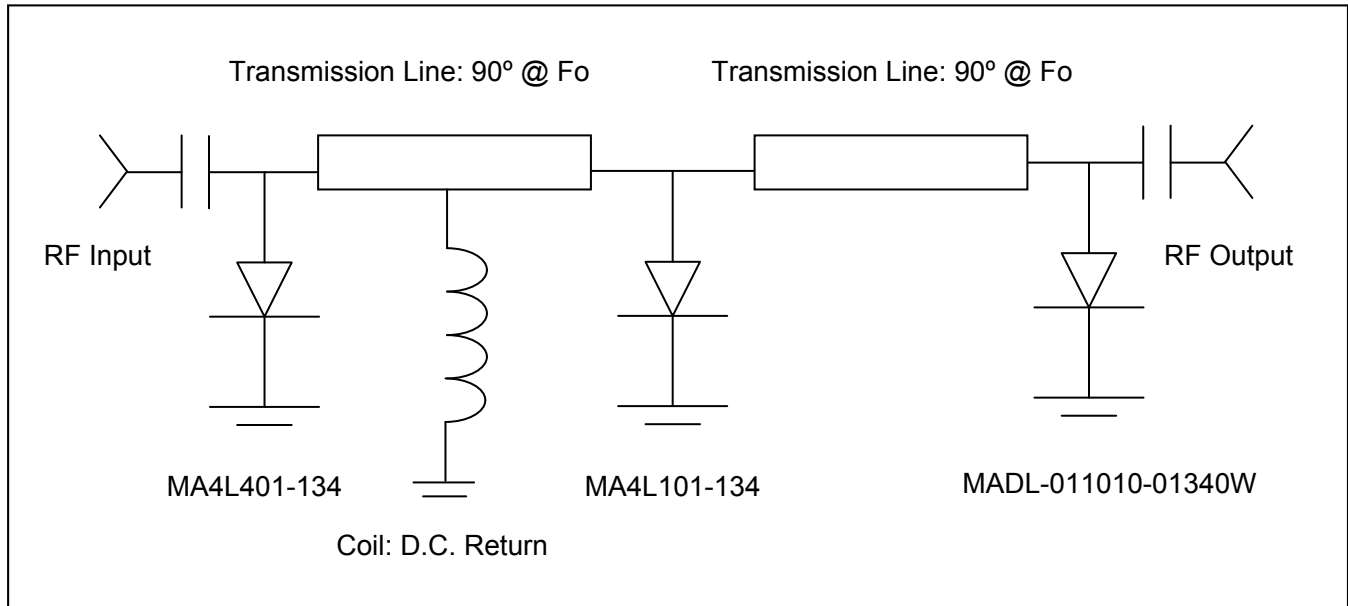 Transmission Line: 90º @ Fo
Transmission Line: 90º @ Fo
RF Input
RF Output
MA4L401-134
MA4L101-134
MADL-011010-01340W
Coil: D.C. Return